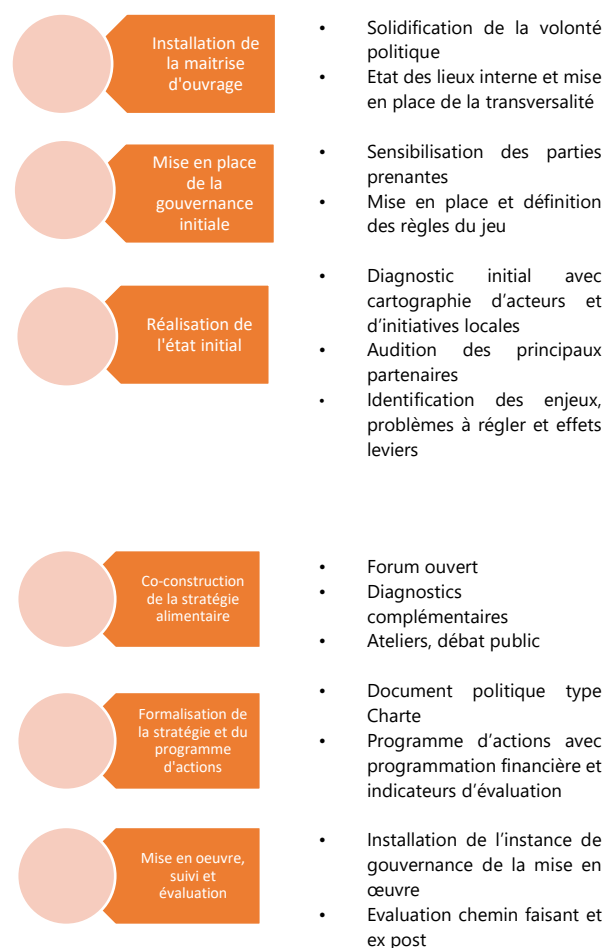 Installation de
la maitrise
d'ouvrage
• Solidification de la volonté
politique
• Etat des lieux interne et mise
en place de la transversalité
Mise en place
de la
gouvernance
initiale
• Sensibilisation des parties
prenantes
• Mise en place et définition
des règles du jeu
Réalisation de
l'état initial
• Diagnostic initial avec
cartographie d’acteurs et
d’initiatives locales
• Audition des principaux
partenaires
• Identification des enjeux,
problèmes à régler et effets
leviers
Co-construction
de la stratégie
alimentaire
• Forum ouvert
• Diagnostics
complémentaires
• Ateliers, débat public
Formalisation de
la stratégie et du
programme
d'actions
• Document politique type
Charte
• Programme d’actions avec
programmation financière et
indicateurs d’évaluation
Mise en oeuvre,
suivi et
évaluation
• Installation de l’instance de
gouvernance de la mise en
œuvre
• Evaluation chemin faisant et
ex post